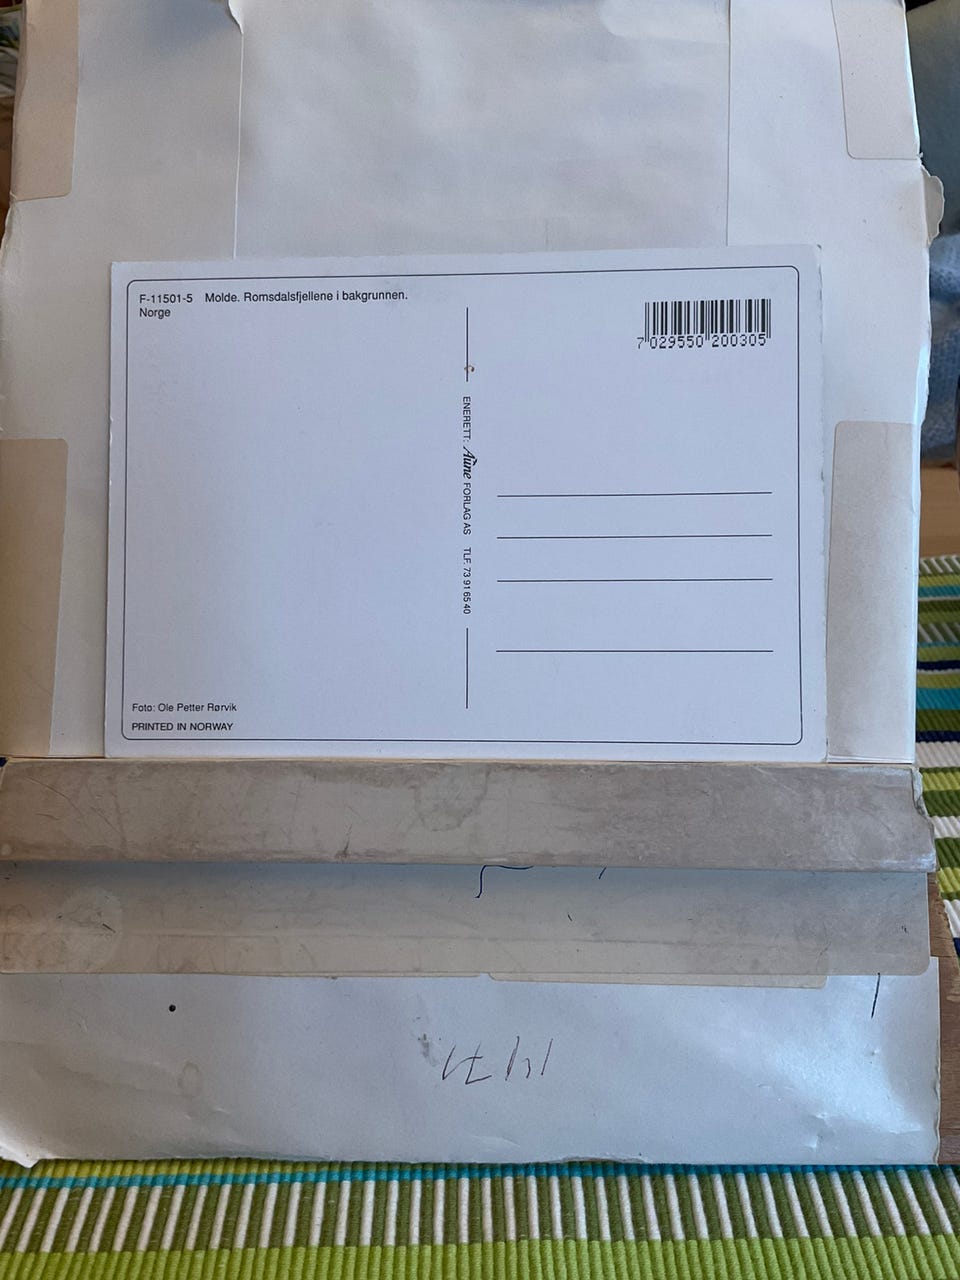 F-11501-5 Molde. Romsdalsfjellene i bakgrunnen.
Norge
7 029550 200305
ENERETT: Aune FORLAG AS TLF. 73 91 65 40
Foto: Ole Petter Rørvik
PRINTED IN NORWAY